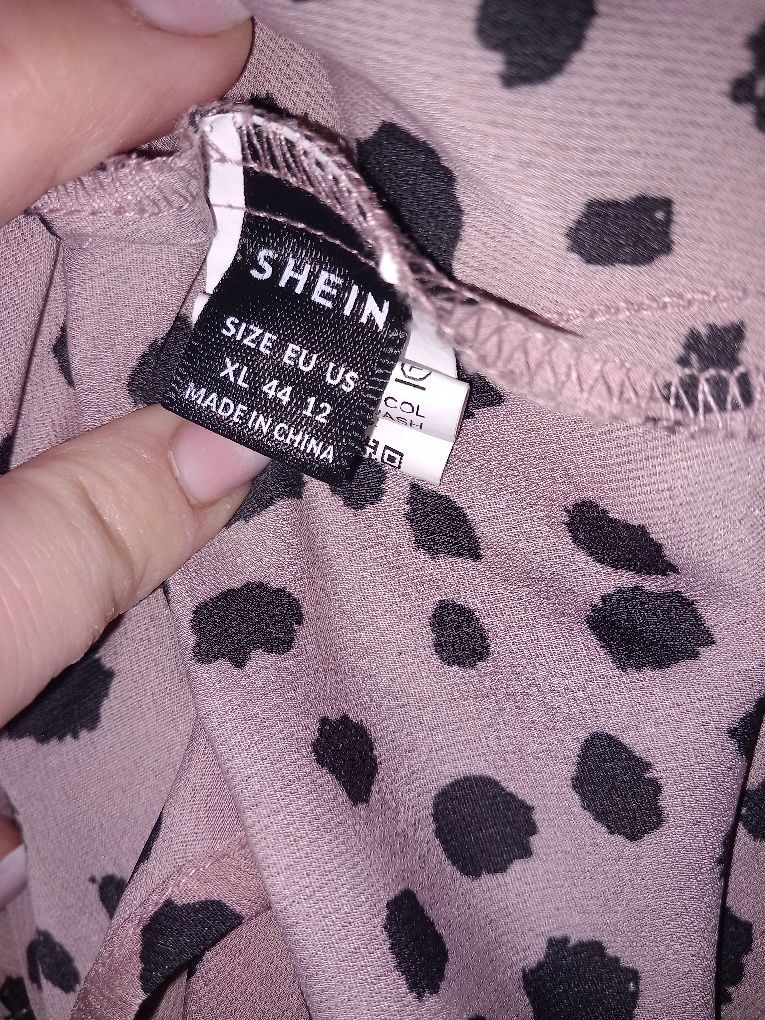 SHEIN
SIZE EU US
XL 44 12
MADE IN CHINA
COL